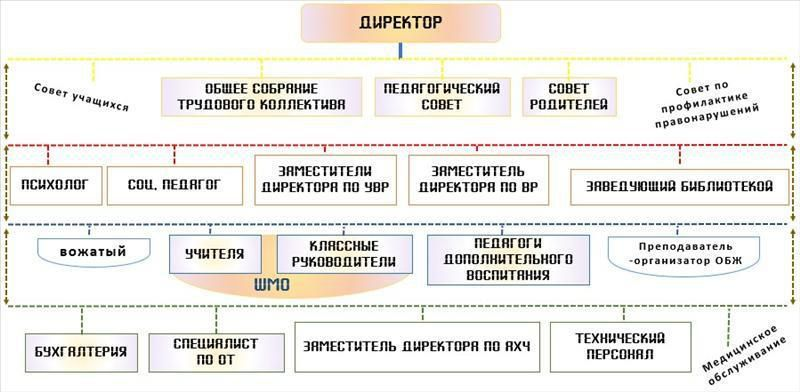 ДИРЕКТОР
Совет учащихся
ОБЩЕЕ СОБРАНИЕ
ТРУДОВОГО КОЛЛЕКТИВА
ПЕДАГОГИЧЕСКИЙ
СОВЕТ
СОВЕТ
РОДИТЕЛЕЙ
Совет по
профилактике
правонарушений
ПСИХОЛОГ
СОЦ. ПЕДАГОГ
ЗАМЕСТИТЕЛИ
ДИРЕКТОРА ПО УВР
ЗАМЕСТИТЕЛЬ
ДИРЕКТОРА ПО ВР
ЗАВЕДУЮЩИЙ БИБЛИОТЕКОЙ
вожатый
УЧИТЕЛЯ
КЛАССНЫЕ
РУКОВОДИТЕЛИ
ШМО
ПЕДАГОГИ
ДОПОЛНИТЕЛЬНОГО
ВОСПИТАНИЯ
Преподаватель
-организатор ОБЖ
БУХГАЛТЕРИЯ
СПЕЦИАЛИСТ
ПО ОТ
ЗАМЕСТИТЕЛЬ ДИРЕКТОРА ПО АХЧ
ТЕХНИЧЕСКИЙ
ПЕРСОНАЛ
Медицинское
обслуживание